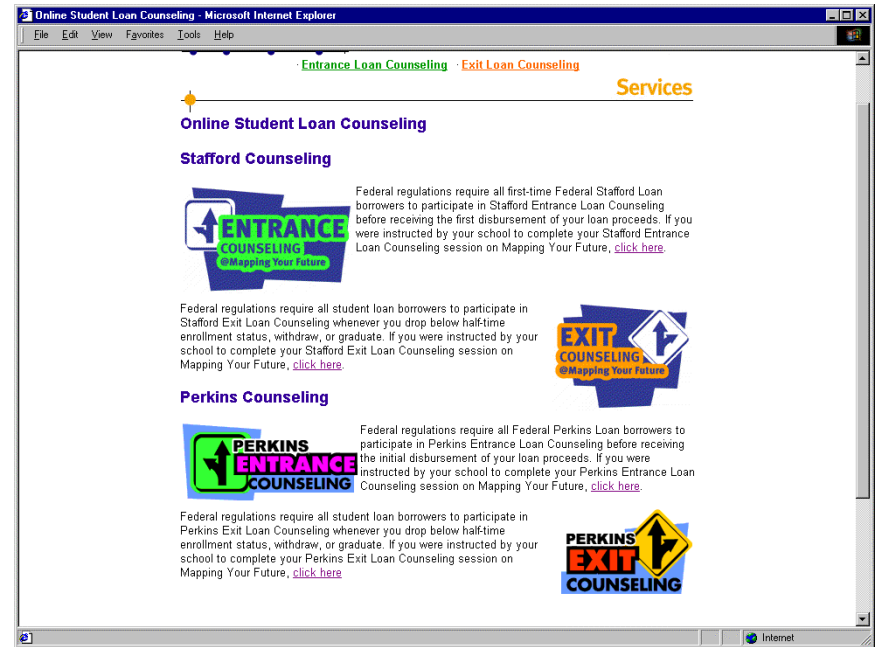 Online Student Loan Counseling - Microsoft Internet Explorer
File Edit View Favorites Tools Help
· Entrance Loan Counseling · Exit Loan Counseling
Services
Online Student Loan Counseling
Stafford Counseling
ENTRANCE
COUNSELING
@Mapping Your Future
Federal regulations require all first-time Federal Stafford Loan
borrowers to participate in Stafford Entrance Loan Counseling
before receiving the first disbursement of your loan proceeds. If you
were instructed by your school to complete your Stafford Entrance
Loan Counseling session on Mapping Your Future, click here.
Federal regulations require all student loan borrowers to participate in
Stafford Exit Loan Counseling whenever you drop below half-time
enrollment status, withdraw, or graduate. If you were instructed by your
school to complete your Stafford Exit Loan Counseling session on
Mapping Your Future, click here.
EXIT
COUNSELING
@Mapping Your Future
Perkins Counseling
PERKINS
ENTRANCE
COUNSELING
Federal regulations require all Federal Perkins Loan borrowers to
participate in Perkins Entrance Loan Counseling before receiving
the initial disbursement of your loan proceeds. If you were
instructed by your school to complete your Perkins Entrance Loan
Counseling session on Mapping Your Future, click here.
Federal regulations require all student loan borrowers to participate in
Perkins Exit Loan Counseling whenever you drop below half-time
enrollment status, withdraw, or graduate. If you were instructed by your
school to complete your Perkins Exit Loan Counseling session on
Mapping Your Future, click here
PERKINS
EXIT
COUNSELING
Internet